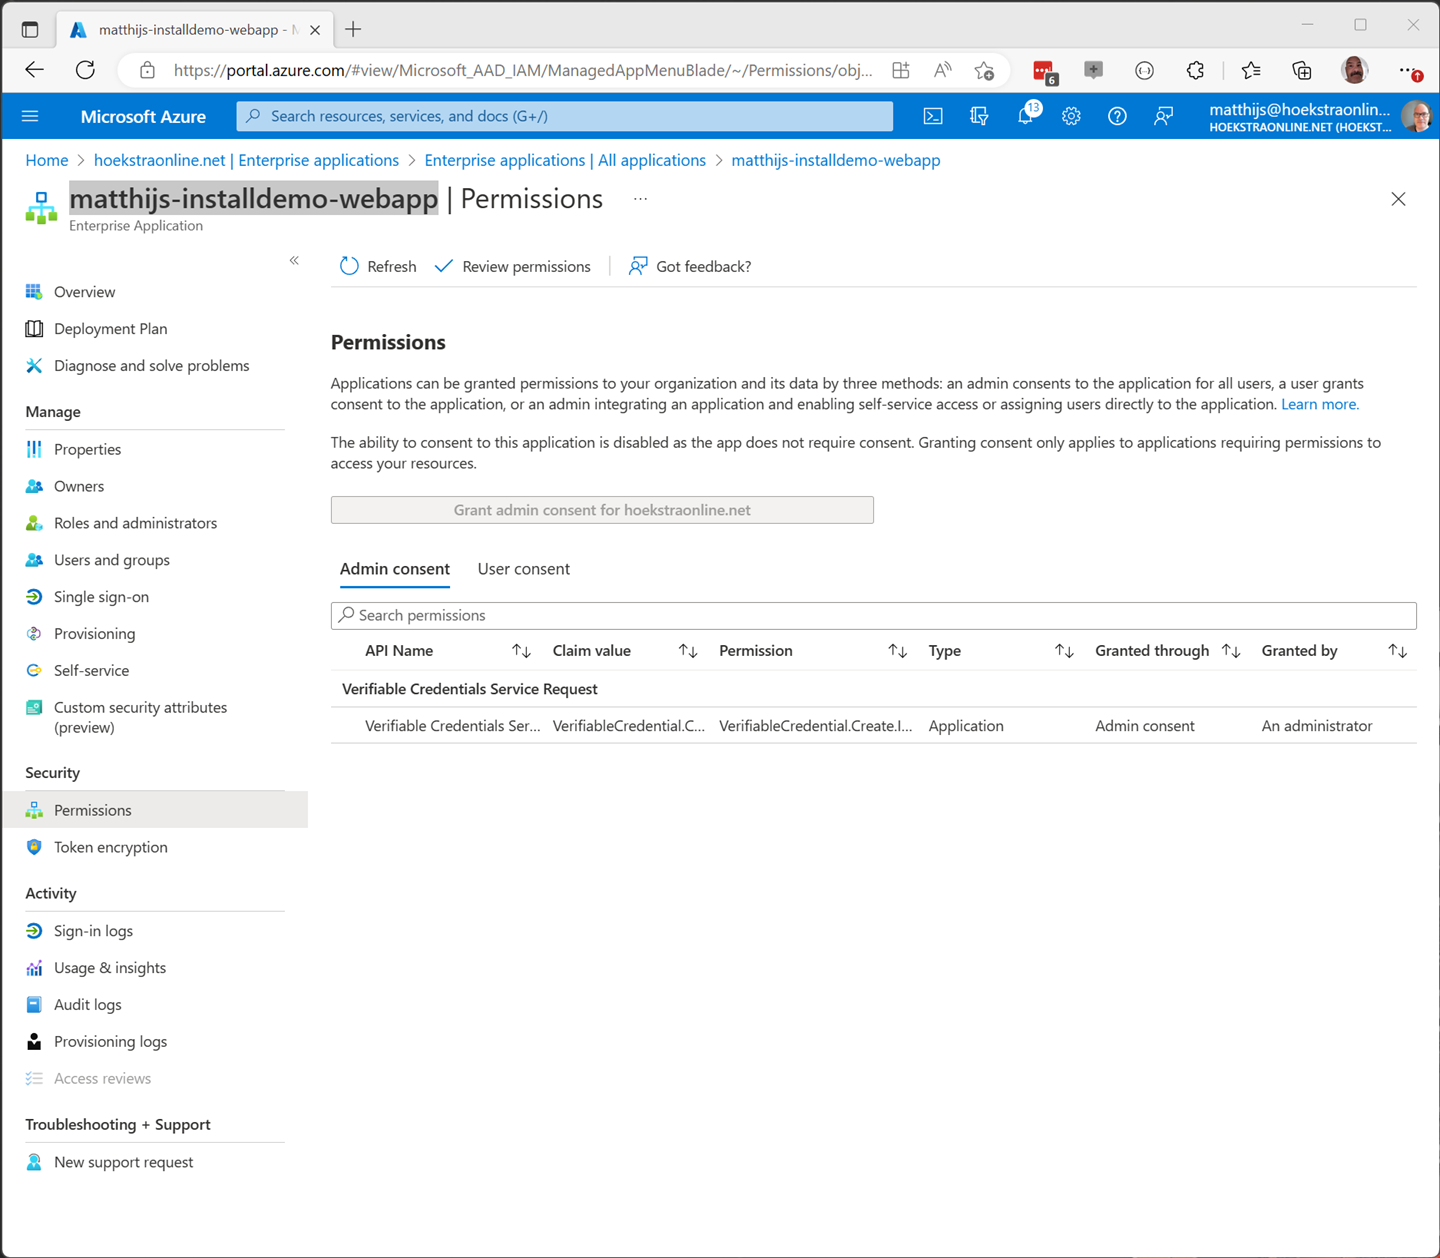 matthijs-installdemo-webapp -
https://portal.azure.com/#view/Microsoft_AAD_IAM/ManagedAppMenuBlade/~/Permissions/obj...
6
Microsoft Azure
Search resources, services, and docs (G+/)
13
matthijs@hoekstraonlin...
HOEKSTRAONLINE.NET (HOEKST...
Home > hoekstraonline.net | Enterprise applications > Enterprise applications | All applications > matthijs-installdemo-webapp
matthijs-installdemo-webapp | Permissions ...
Enterprise Application
Refresh
Review permissions
Got feedback?
Overview
Deployment Plan
Diagnose and solve problems
Manage
Properties
Owners
Roles and administrators
Users and groups
Single sign-on
Provisioning
Self-service
Custom security attributes
(preview)
Security
Permissions
Token encryption
Activity
Sign-in logs
Usage & insights
Audit logs
Provisioning logs
Access reviews
Troubleshooting + Support
New support request
Permissions
Applications can be granted permissions to your organization and its data by three methods: an admin consents to the application for all users, a user grants
consent to the application, or an admin integrating an application and enabling self-service access or assigning users directly to the application. Learn more.
The ability to consent to this application is disabled as the app does not require consent. Granting consent only applies to applications requiring permissions to
access your resources.
Grant admin consent for hoekstraonline.net
Admin consent User consent
Search permissions
API Name Claim value Permission Type Granted through Granted by
Verifiable Credentials Service Request
Verifiable Credentials Ser... VerifiableCredential.C... VerifiableCredential.Create.I... Application Admin consent An administrator